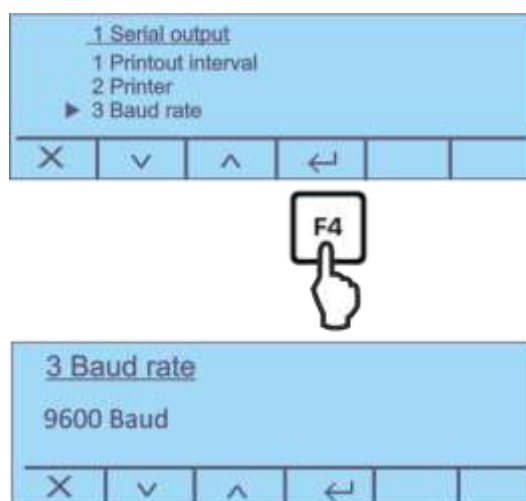 1 Serial output
1 Printout interval
2 Printer
3 Baud rate
F4
3 Baud rate
9600 Baud